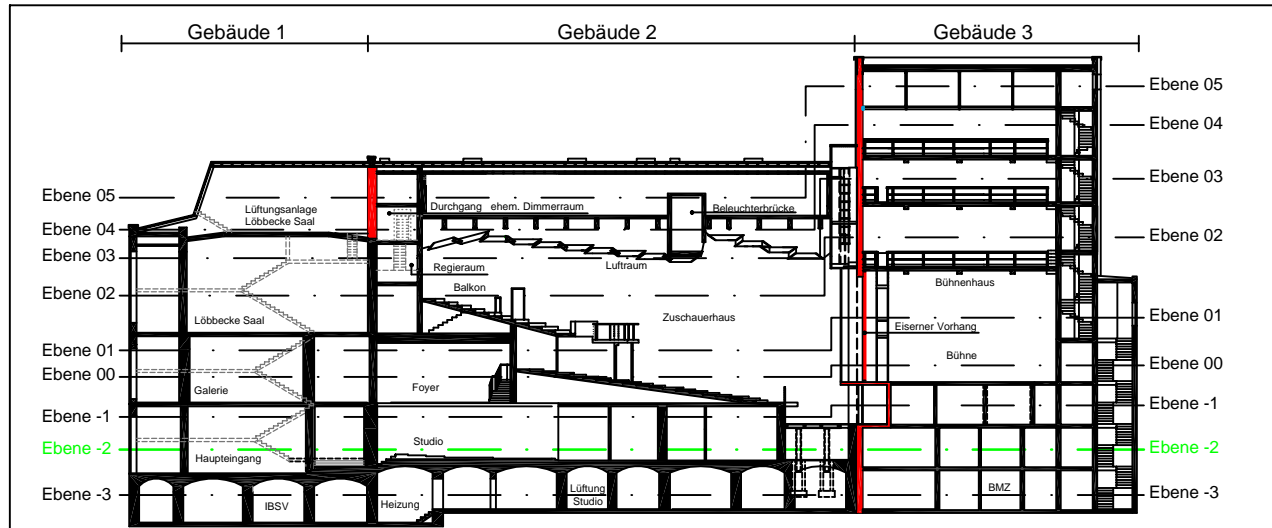 Gebäude 1
Gebäude 2
Gebäude 3
Ebene 05
Ebene 04
Ebene 03
Ebene 05
Lüftungsanlage
Löbbecke Saal
Durchgang ehem. Dimmerraum
Beleuchterbrücke
Ebene 04
Ebene 02
Ebene 03
Regieraum
Luftraum
Bühnenhaus
Balkon
Ebene 02
Löbbecke Saal
Zuschauerhaus
Ebene 01
Eiserner Vorhang
Ebene 01
Bühne
Ebene 00
Ebene 00
Galerie
Foyer
Ebene -1
Ebene -1
Ebene -2
Studio
Ebene -2
Haupteingang
Ebene -3
Lüftung
Studio
BMZ
Ebene -3
IBSV
Heizung